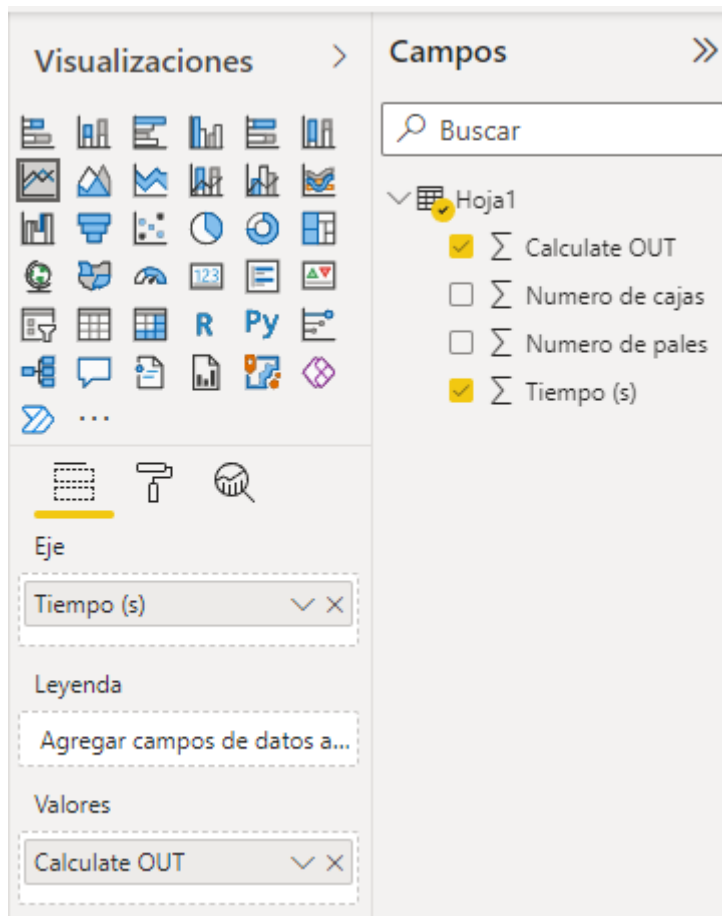 Visualizaciones
Campos
Buscar
Hoja1
Calculate OUT
Numero de cajas
Numero de pales
Tiempo (s)
123
R
Py
...
Eje
Tiempo (s)
Leyenda
Agregar campos de datos a...
Valores
Calculate OUT